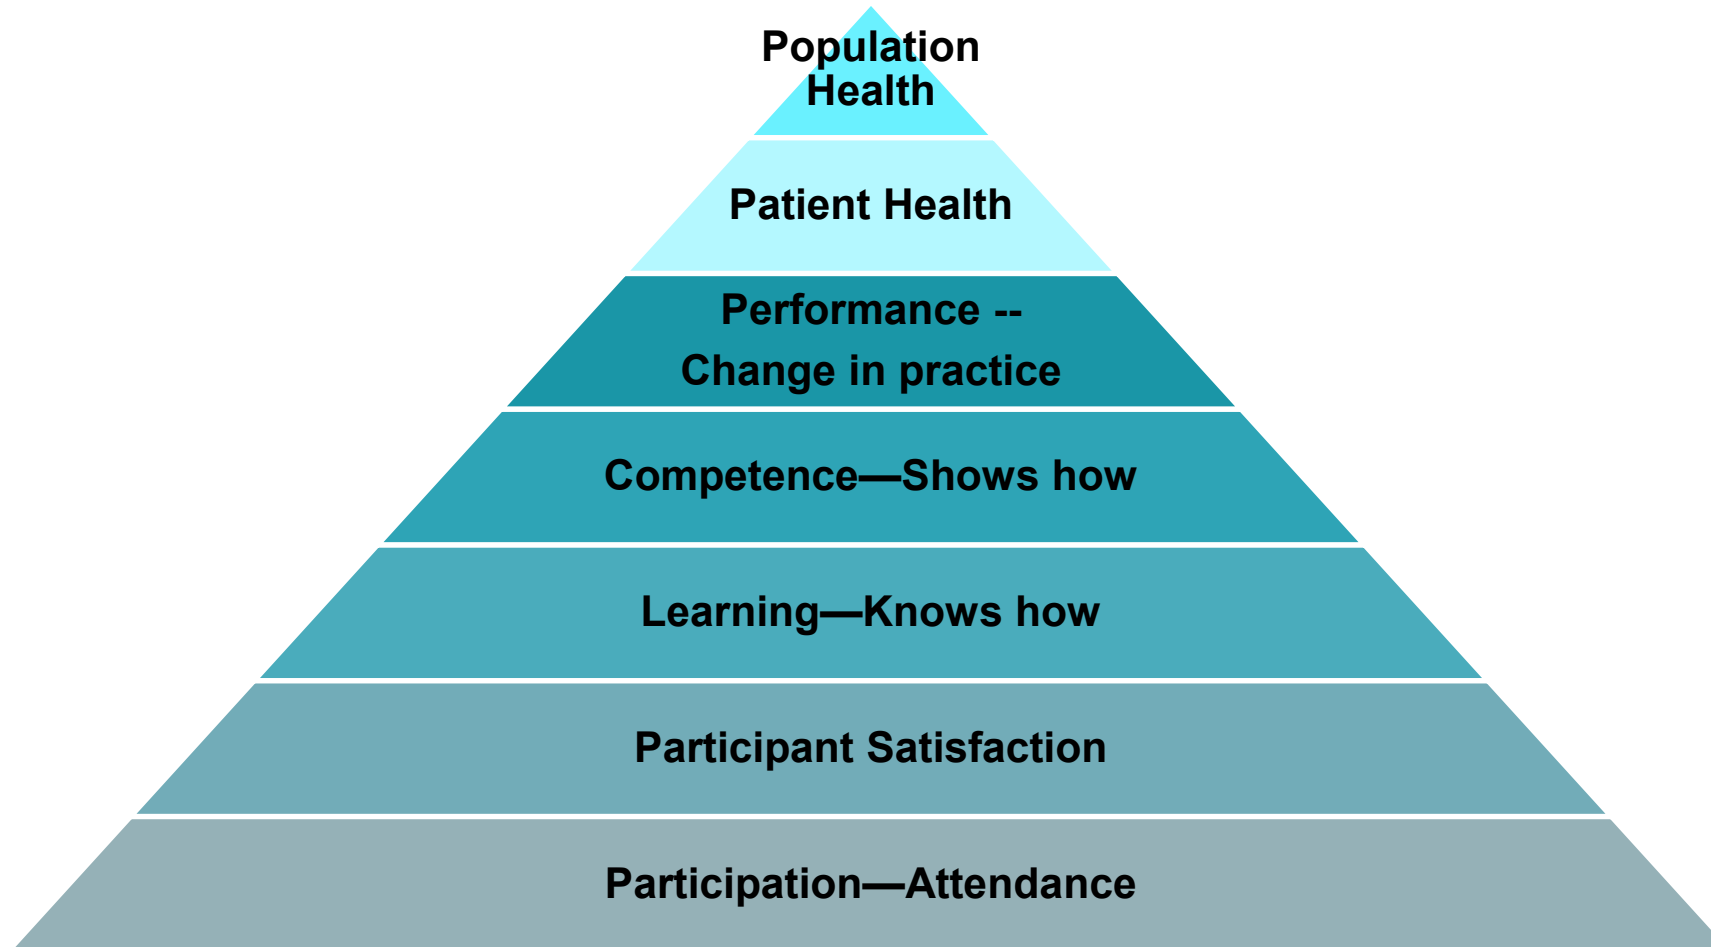 Population
Health
Patient Health
Performance --
Change in practice
Competence—Shows how
Learning—Knows how
Participant Satisfaction
Participation—Attendance